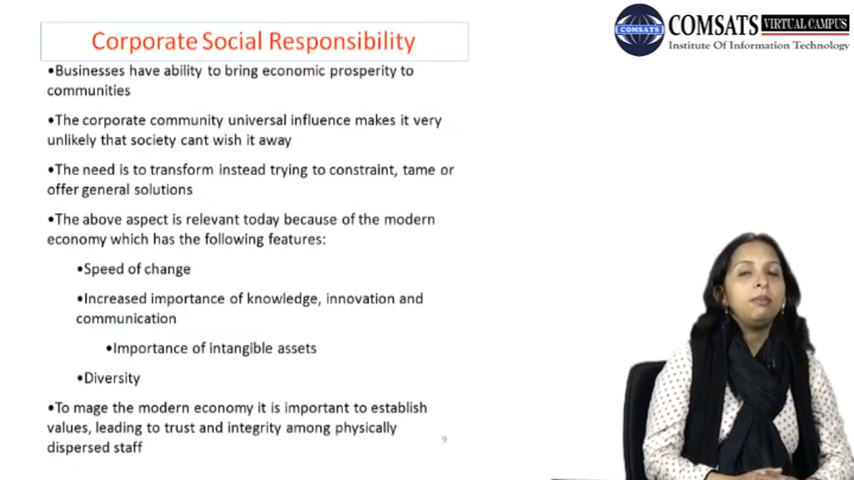 Corporate Social Responsibility
COMSATS VIRTUAL CAMPUS
COMSATS
Institute Of Information Technology
•Businesses have ability to bring economic prosperity to
communities
•The corporate community universal influence makes it very
unlikely that society cant wish it away
•The need is to transform instead trying to constraint, tame or
offer general solutions
•The above aspect is relevant today because of the modern
economy which has the following features:
•Speed of change
•Increased importance of knowledge, innovation and
communication
•Importance of intangible assets
•Diversity
•To mage the modern economy it is important to establish
values, leading to trust and integrity among physically
dispersed staff
9